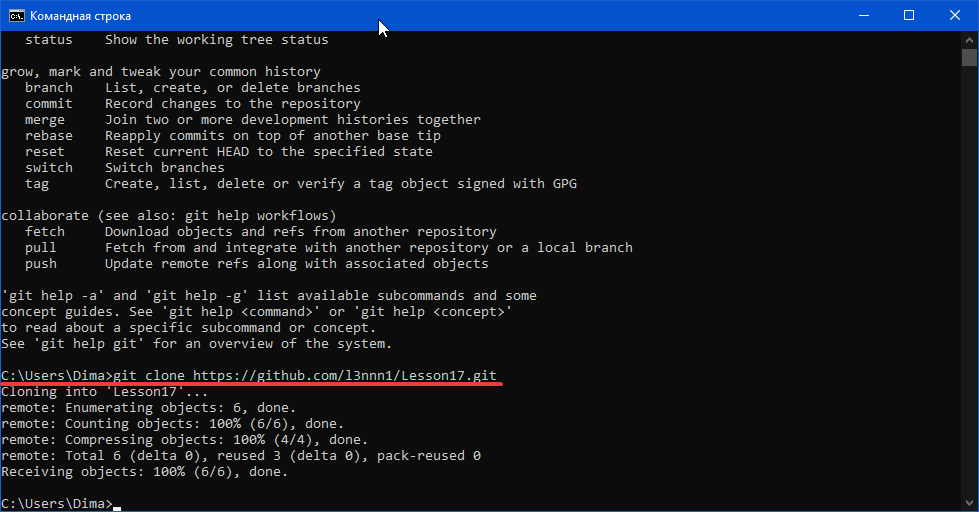 Командная строка
status Show the working tree status
grow, mark and tweak your common history
branch List, create, or delete branches
commit Record changes to the repository
merge Join two or more development histories together
rebase Reapply commits on top of another base tip
reset Reset current HEAD to the specified state
switch Switch branches
tag Create, list, delete or verify a tag object signed with GPG
collaborate (see also: git help workflows)
fetch Download objects and refs from another repository
pull Fetch from and integrate with another repository or a local branch
push Update remote refs along with associated objects
'git help -a' and 'git help -g' list available subcommands and some
concept guides. See 'git help <command>' or 'git help <concept>'
to read about a specific subcommand or concept.
See 'git help git' for an overview of the system.
C:\Users\Dima>git clone https://github.com/l3nnn1/Lesson17.git
Cloning into 'Lesson17'...
remote: Enumerating objects: 6, done.
remote: Counting objects: 100% (6/6), done.
remote: Compressing objects: 100% (4/4), done.
remote: Total 6 (delta 0), reused 3 (delta 0), pack-reused 0
Receiving objects: 100% (6/6), done.
C:\Users\Dima>